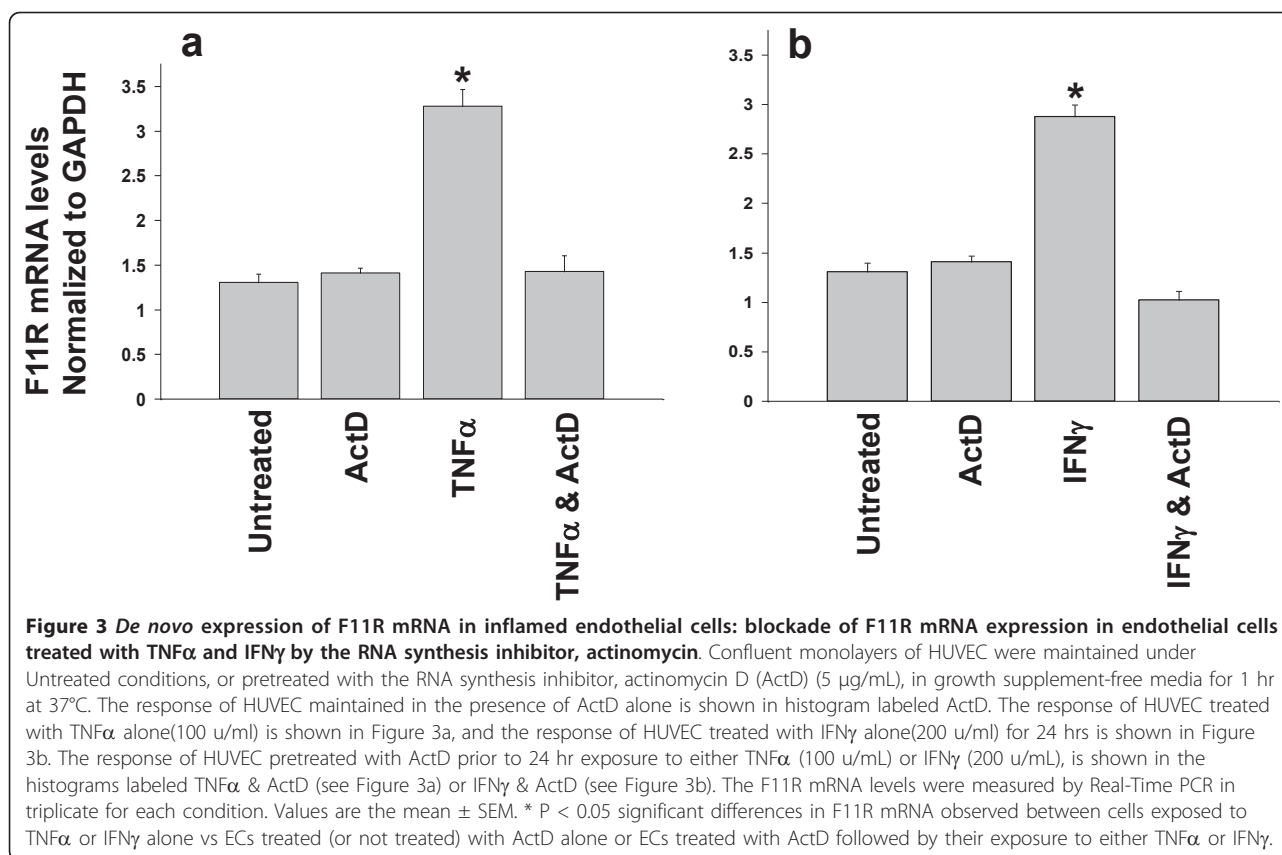 a
F11R mRNA levels
Normalized to GAPDH
3.5
3
2.5
2
1.5
1
0.5
0
*
Untreated
ActD
TNFα
TNFα & ActD
b
3.5
3
2.5
2
1.5
1
0.5
0
*
Untreated
ActD
IFNγ
IFNγ & ActD
Figure 3 De novo expression of F11R mRNA in inflamed endothelial cells: blockade of F11R mRNA expression in endothelial cells
treated with TNFα and IFNγ by the RNA synthesis inhibitor, actinomycin. Confluent monolayers of HUVEC were maintained under
Untreated conditions, or pretreated with the RNA synthesis inhibitor, actinomycin D (ActD) (5 μg/mL), in growth supplement-free media for 1 hr
at 37°C. The response of HUVEC maintained in the presence of ActD alone is shown in histogram labeled ActD. The response of HUVEC treated
with TNFα alone(100 u/ml) is shown in Figure 3a, and the response of HUVEC treated with IFNγ alone(200 u/ml) for 24 hrs is shown in Figure
3b. The response of HUVEC pretreated with ActD prior to 24 hr exposure to either TNFα (100 u/mL) or IFNγ (200 u/mL), is shown in the
histograms labeled TNFα & ActD (see Figure 3a) or IFNγ & ActD (see Figure 3b). The F11R mRNA levels were measured by Real-Time PCR in
triplicate for each condition. Values are the mean ± SEM. * P < 0.05 significant differences in F11R mRNA observed between cells exposed to
TNFα or IFNγ alone vs ECs treated (or not treated) with ActD alone or ECs treated with ActD followed by their exposure to either TNFα or IFNγ.